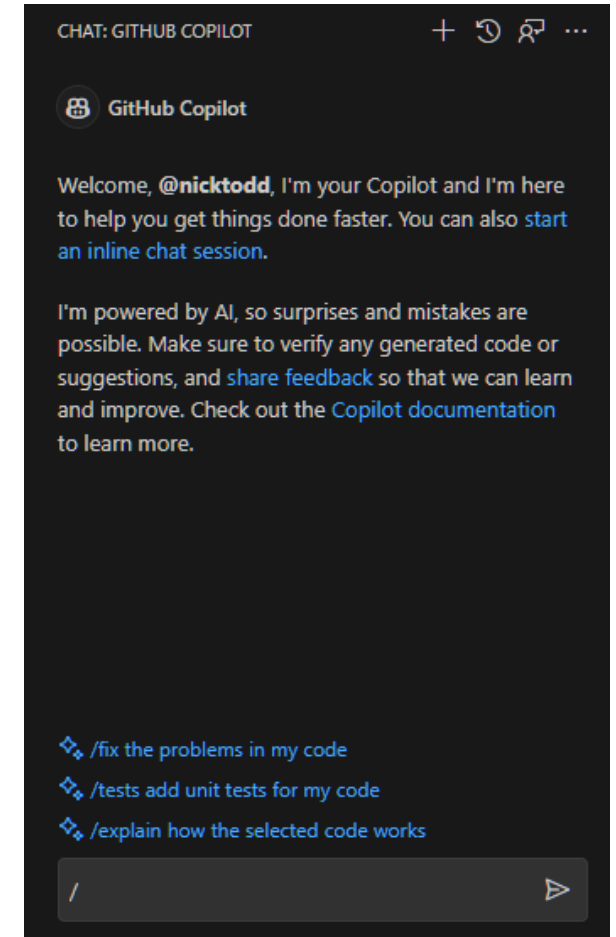 CHAT: GITHUB COPILOT
GitHub Copilot
Welcome, @nicktodd, I'm your Copilot and I'm here
to help you get things done faster. You can also start
an inline chat session.
I'm powered by AI, so surprises and mistakes are
possible. Make sure to verify any generated code or
suggestions, and share feedback so that we can learn
and improve. Check out the Copilot documentation
to learn more.
/fix the problems in my code
/tests add unit tests for my code
/explain how the selected code works
/